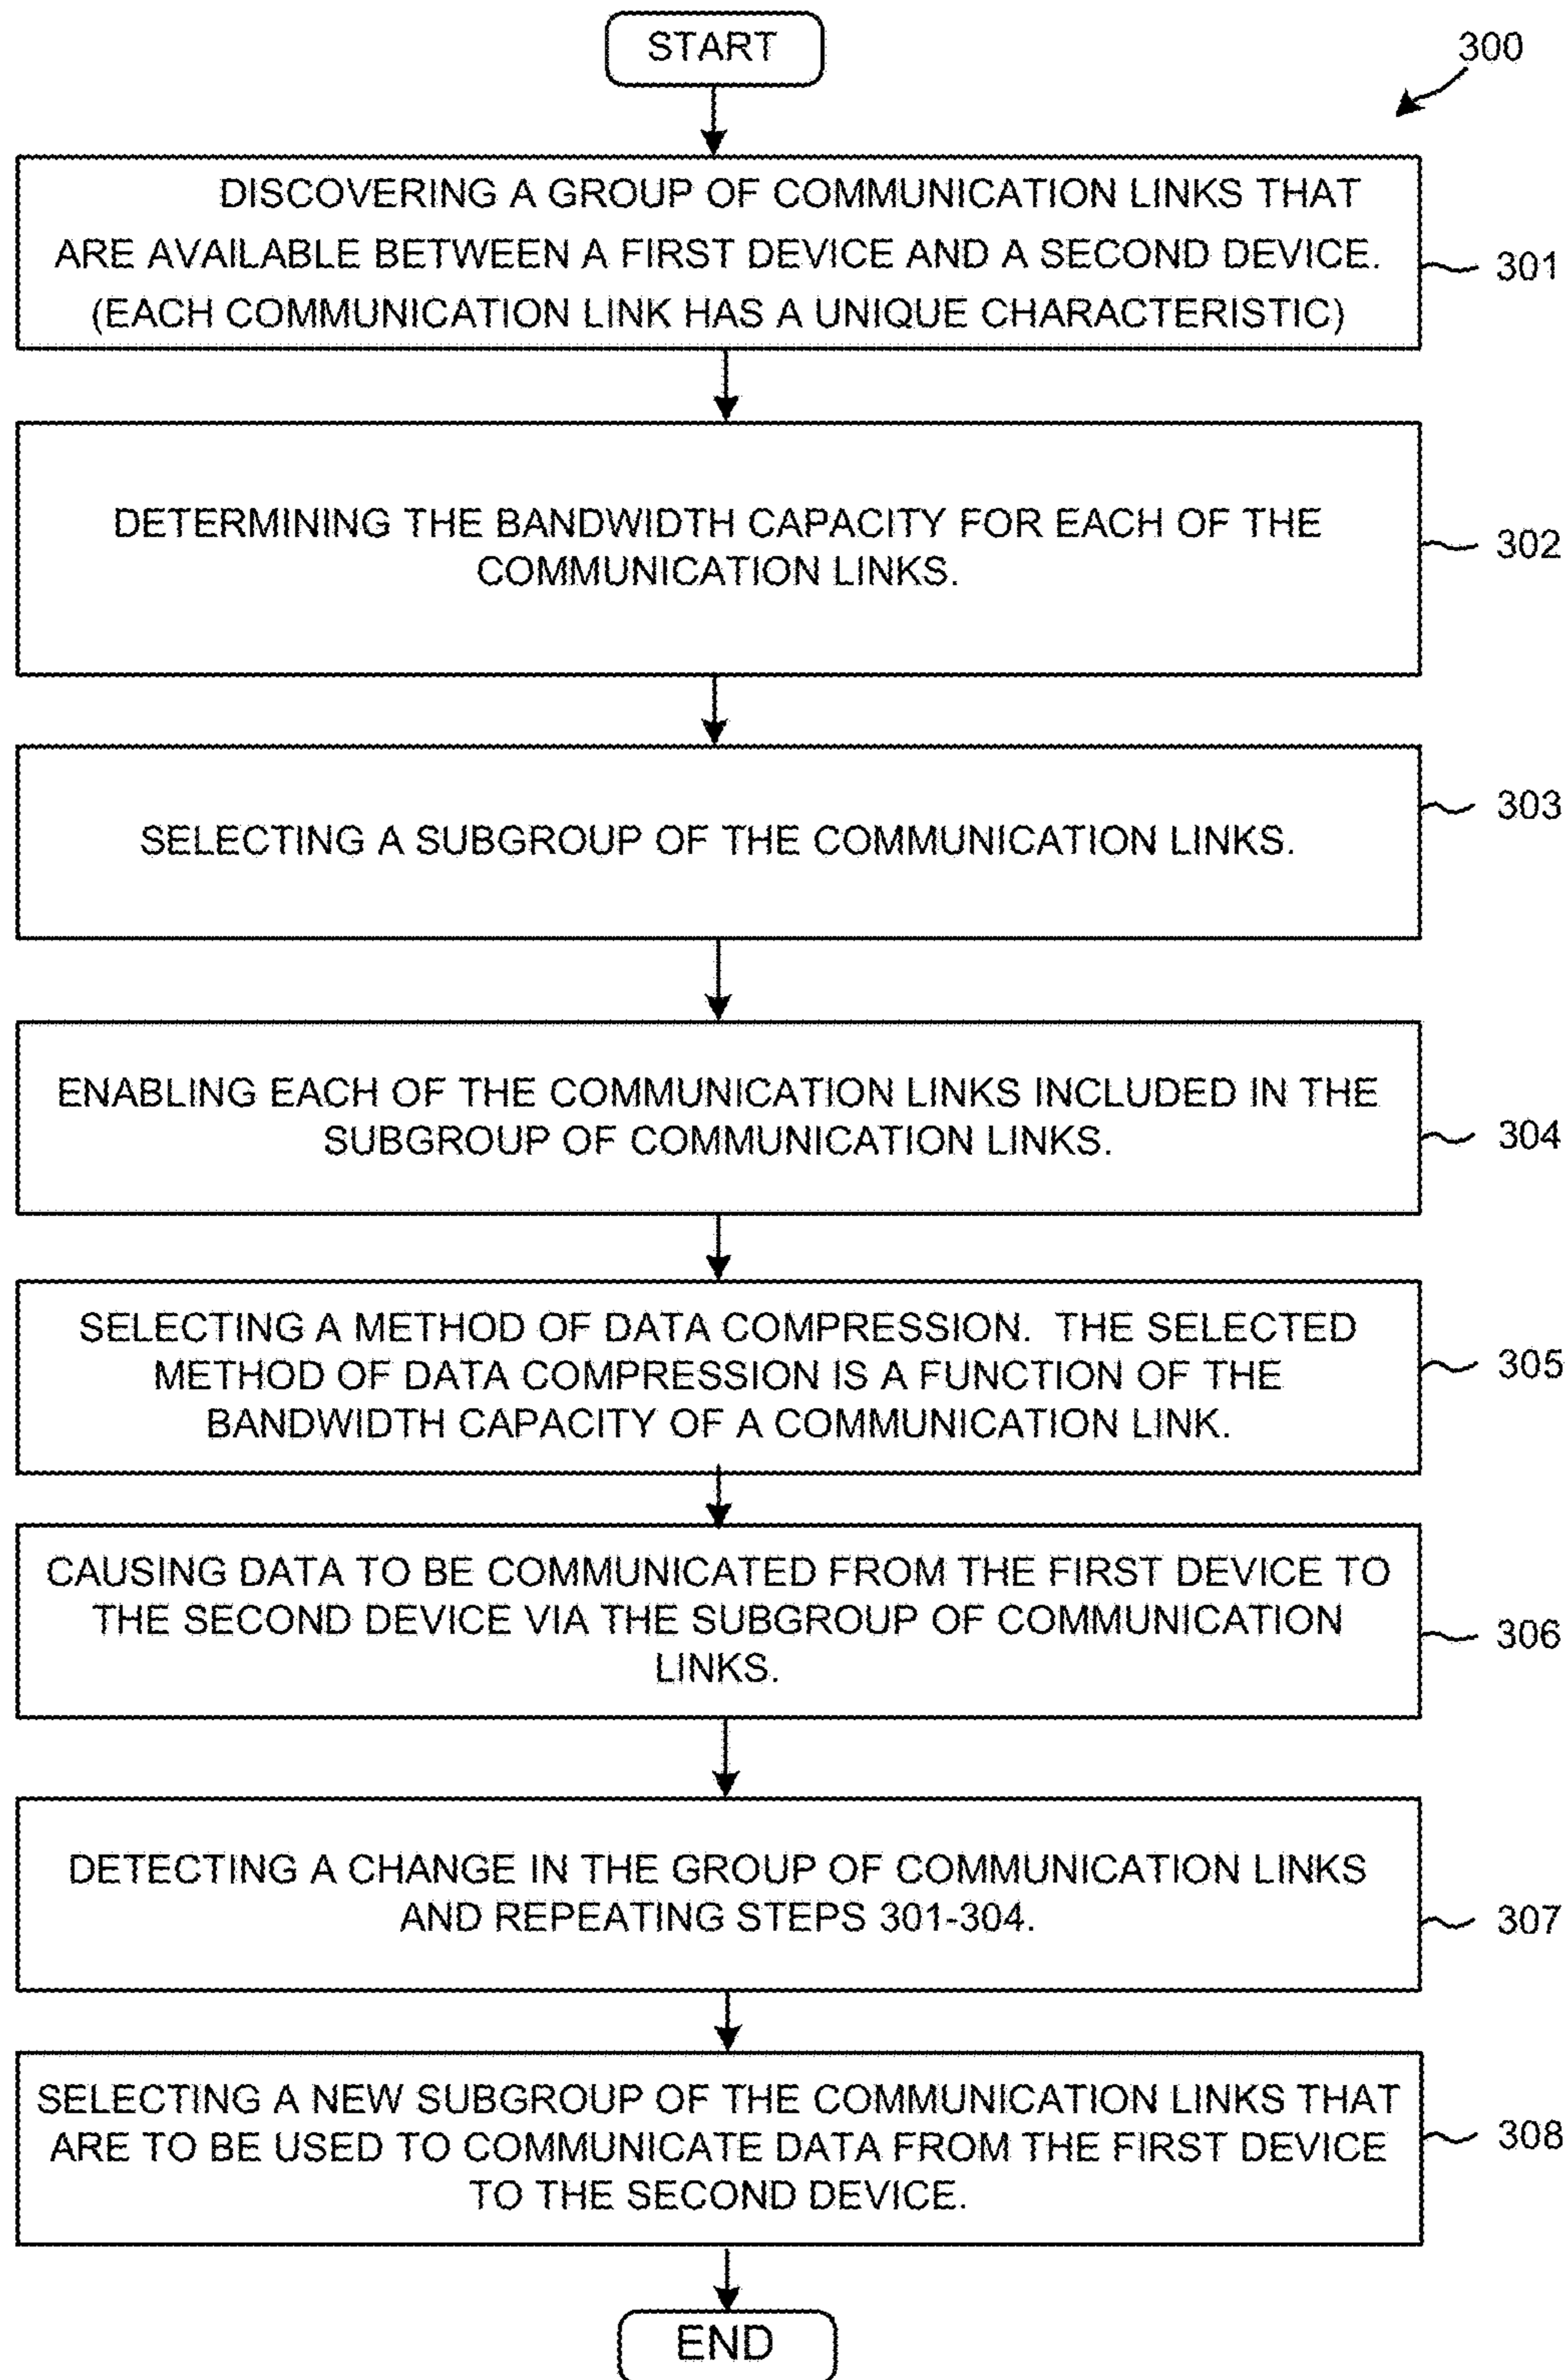 START
300
DISCOVERING A GROUP OF COMMUNICATION LINKS THAT
ARE AVAILABLE BETWEEN A FIRST DEVICE AND A SECOND DEVICE.
(EACH COMMUNICATION LINK HAS A UNIQUE CHARACTERISTIC)
301
DETERMINING THE BANDWIDTH CAPACITY FOR EACH OF THE
COMMUNICATION LINKS.
302
SELECTING A SUBGROUP OF THE COMMUNICATION LINKS.
303
ENABLING EACH OF THE COMMUNICATION LINKS INCLUDED IN THE
SUBGROUP OF COMMUNICATION LINKS.
304
SELECTING A METHOD OF DATA COMPRESSION. THE SELECTED
METHOD OF DATA COMPRESSION IS A FUNCTION OF THE
BANDWIDTH CAPACITY OF A COMMUNICATION LINK.
305
CAUSING DATA TO BE COMMUNICATED FROM THE FIRST DEVICE TO
THE SECOND DEVICE VIA THE SUBGROUP OF COMMUNICATION
LINKS.
306
DETECTING A CHANGE IN THE GROUP OF COMMUNICATION LINKS
AND REPEATING STEPS 301-304.
307
SELECTING A NEW SUBGROUP OF THE COMMUNICATION LINKS THAT
ARE TO BE USED TO COMMUNICATE DATA FROM THE FIRST DEVICE
TO THE SECOND DEVICE.
308
END